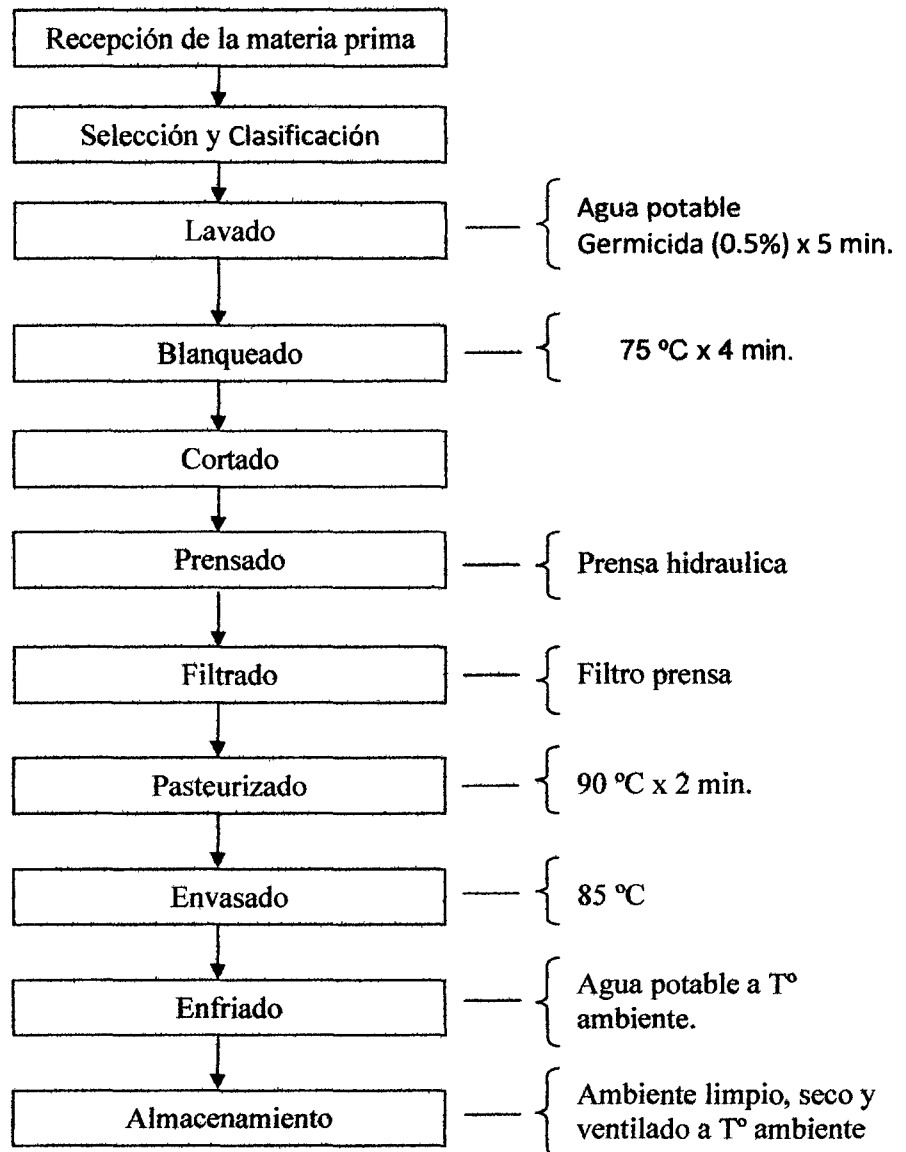 Recepción de la materia prima
Selección y Clasificación
Lavado
Agua potable
Germicida (0.5%) x 5 min.
Blanqueado
75 ºC x 4 min.
Cortado
Prensado
Prensa hidraulica
Filtrado
Filtro prensa
Pasteurizado
90 ºC x 2 min.
Envasado
85 ºC
Enfriado
Agua potable a Tº
ambiente.
Almacenamiento
Ambiente limpio, seco y
ventilado a Tº ambiente